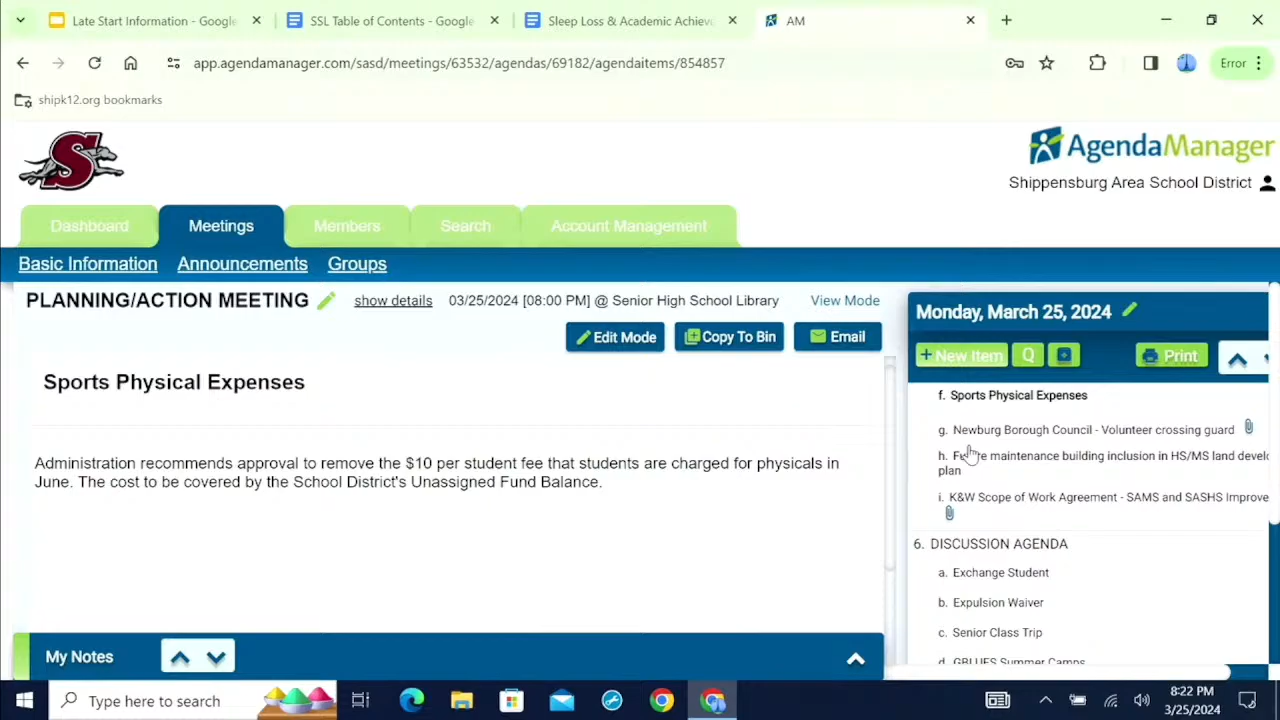 Late Start Information - Google
SSL Table of Contents - Google
Sleep Loss & Academic Achieve
AM
app.agendamanager.com/sasd/meetings/63532/agendas/69182/agendaitems/854857
Error
shipk12.org bookmarks
S
AgendaManager
Shippensburg Area School District
Dashboard
Meetings
Members
Search
Account Management
Basic Information
Announcements
Groups
PLANNING/ACTION MEETING
show details
03/25/2024 [08:00 PM] @ Senior High School Library
View Mode
Edit Mode
Copy To Bin
Email
Sports Physical Expenses
Administration recommends approval to remove the $10 per student fee that students are charged for physicals in
June. The cost to be covered by the School District's Unassigned Fund Balance.
My Notes
Monday, March 25, 2024
+ New Item
Q
Print
f. Sports Physical Expenses
g. Newburg Borough Council - Volunteer crossing guard
h. maintenance building inclusion in HS/MS land
plan
i. K&W Scope of Work Agreement - SAMS and SASHS Improve
6. DISCUSSION AGENDA
a. Exchange Student
b. Expulsion Waiver
c. Senior Class Trip
d. GBLUES Summer Camps
Type here to search
8:22 PM
3/25/2024